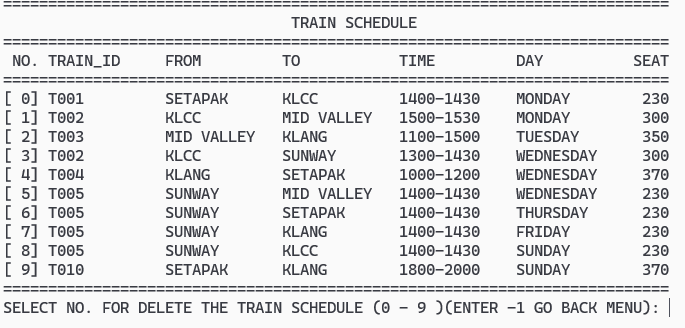 ==========================================================================
TRAIN SCHEDULE
==========================================================================
 NO. TRAIN_ID     FROM         TO           TIME         DAY          SEAT
==========================================================================
[ 0] T001         SETAPAK      KLCC         1400-1430    MONDAY        230
[ 1] T002         KLCC         MID VALLEY   1500-1530    MONDAY        300
[ 2] T003         MID VALLEY   KLANG        1100-1500    TUESDAY       350
[ 3] T002         KLCC         SUNWAY       1300-1430    WEDNESDAY     300
[ 4] T004         KLANG        SETAPAK      1000-1200    WEDNESDAY     370
[ 5] T005         SUNWAY       MID VALLEY   1400-1430    WEDNESDAY     230
[ 6] T005         SUNWAY       SETAPAK      1400-1430    THURSDAY      230
[ 7] T005         SUNWAY       KLANG        1400-1430    FRIDAY        230
[ 8] T005         SUNWAY       KLCC         1400-1430    SUNDAY        230
[ 9] T010         SETAPAK      KLANG        1800-2000    SUNDAY        370
==========================================================================
SELECT NO. FOR DELETE THE TRAIN SCHEDULE (0 - 9 )(ENTER -1 GO BACK MENU):